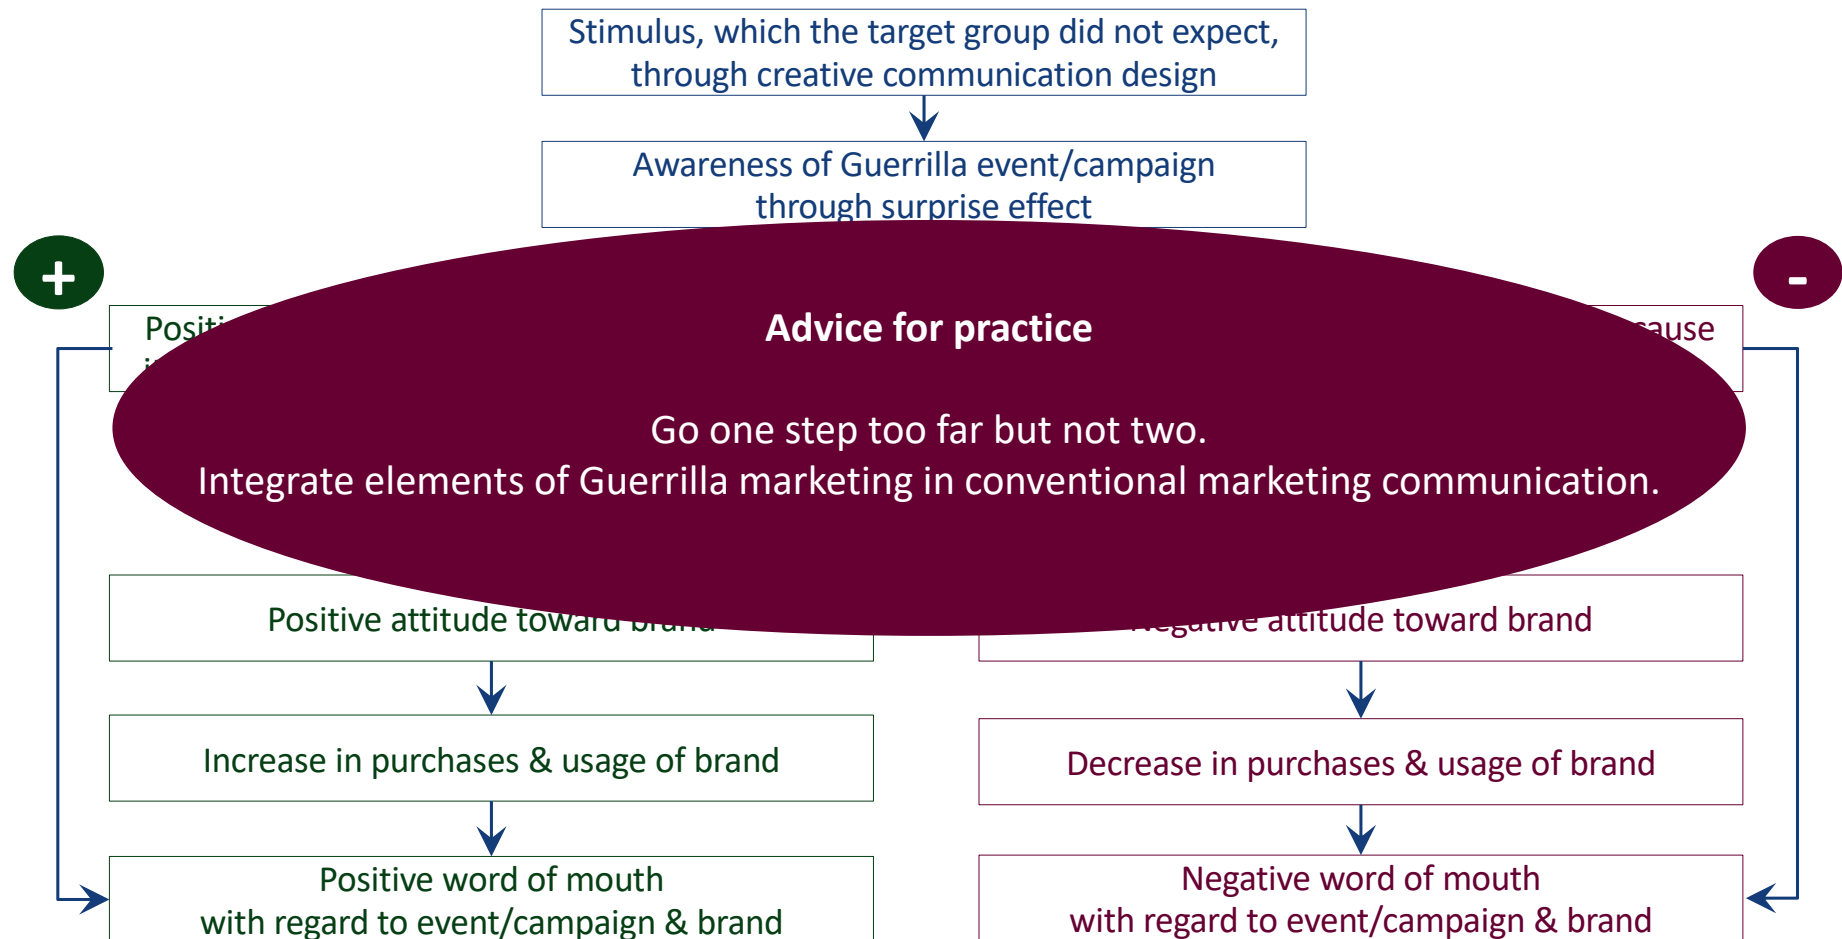 Stimulus, which the target group did not expect,
through creative communication design
Awareness of Guerrilla event/campaign
through surprise effect
+
-
Advice for practice
Go one step too far but not two.
Integrate elements of Guerrilla marketing in conventional marketing communication.
Positive attitude toward brand
Negative attitude toward brand
Increase in purchases & usage of brand
Decrease in purchases & usage of brand
Positive word of mouth
with regard to event/campaign & brand
Negative word of mouth
with regard to event/campaign & brand